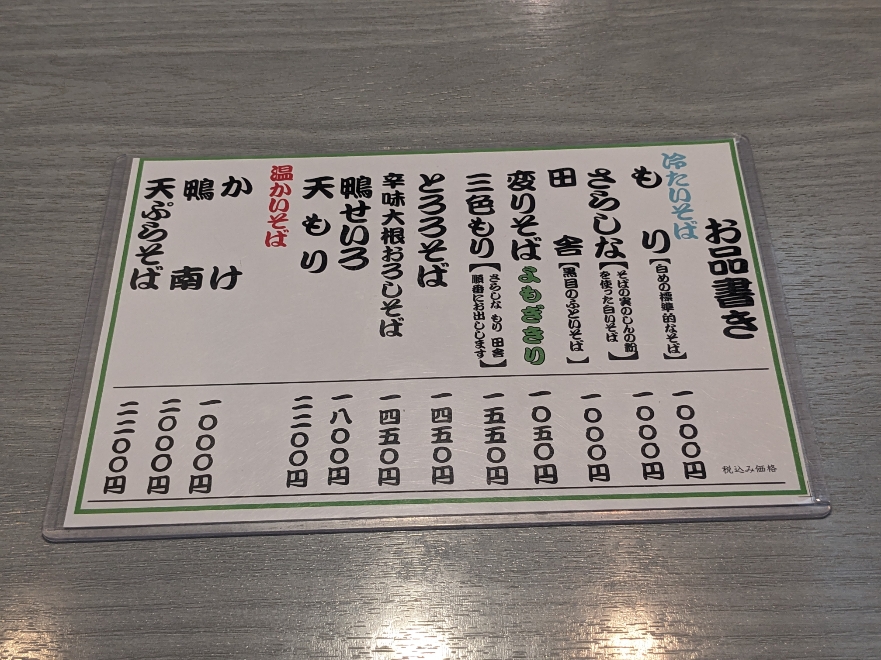 お品書き
冷たいそば
もり【白めの標準的なそば】一〇〇〇円
さらしな【そばの実のしんの粉
を使った白いそば】一〇〇〇円
田舎【黒目のふといそば】一〇〇〇円
変りそば よもぎきり 一〇五〇円
三色もり【さらしな もり 田舎
順番にお出しします】一五五〇円
とろろそば 一四五〇円
辛味大根おろしそば 一四五〇円
鴨せいろ 一八〇〇円
天もり 二二〇〇円
温かいそば
かけ 一〇〇〇円
鴨南 二〇〇〇円
天ぷらそば 二二〇〇円
税込み価格